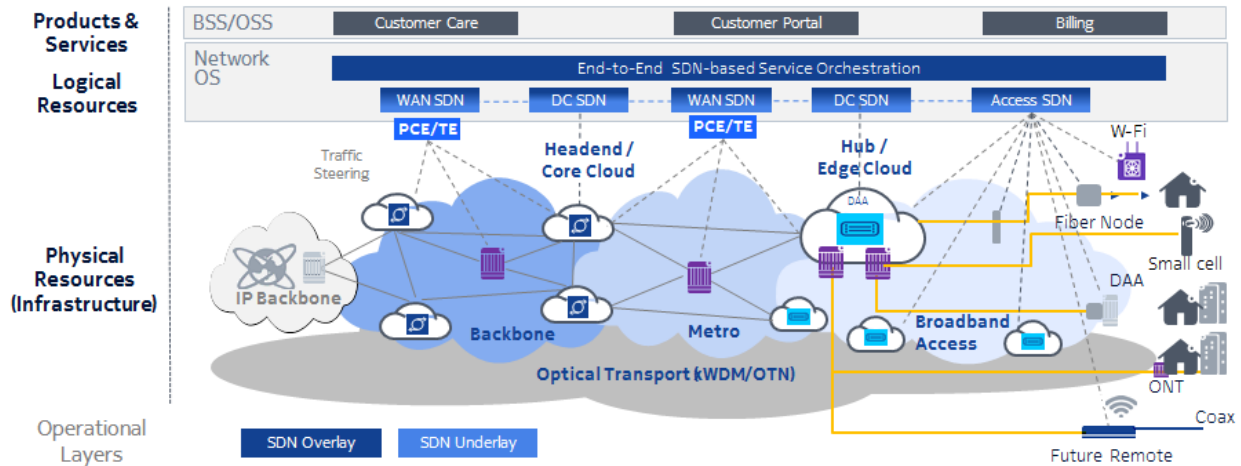 Products &
Services
BSS/OSS
Customer Care
Customer Portal
Billing
Logical
Resources
Network
OS
End-to-End SDN-based Service Orchestration
WAN SDN
DC SDN
WAN SDN
DC SDN
Access SDN
PCE/TE
PCE/TE
Traffic
Steering
Headend /
Core Cloud
Hub /
Edge Cloud
W-Fi
DAA
Fiber Node
Physical
Resources
(Infrastructure)
IP Backbone
Small cell
DAA
Backbone
Metro
Broadband
Access
Optical Transport (xWDM/OTN)
ONT
Operational
Layers
SDN Overlay
SDN Underlay
Coax
Future Remote